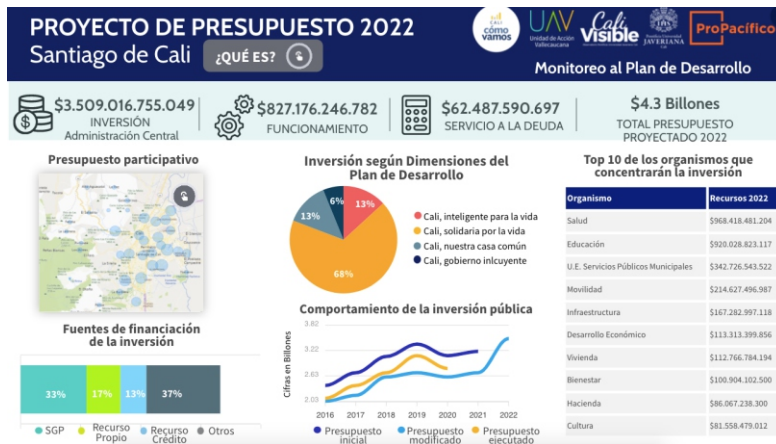 PROYECTO DE PRESUPUESTO 2022
Santiago de Cali
¿QUÉ ES?
CALI
cómo
vamos
UAV
Unidad de Acción
Vallecaucana
Cali
Visible
JAVERIANA
ProPacífico
Monitoreo al Plan de Desarrollo
$3.509.016.755.049
INVERSIÓN
Administración Central
$827.176.246.782
FUNCIONAMIENTO
$62.487.590.697
SERVICIO A LA DEUDA
$4.3 Billones
TOTAL PRESUPUESTO
PROYECTADO 2022
Presupuesto participativo
Fuentes de financiación
de la inversión
33%
17%
13%
37%
SGP
Recurso
Propio
Recurso
Crédito
Otros
Inversión según Dimensiones del
Plan de Desarrollo
6%
13%
13%
68%
Cali, inteligente para la vida
Cali, solidaria por la vida
Cali, nuestra casa común
Cali, gobierno inlcuyente
Comportamiento de la inversión pública
Cifras en Billones
3.82
3.22
2.63
2.03
2016 2017 2018 2019 2020 2021 2022
Presupuesto
inicial
Presupuesto
modificado
Presupuesto
ejecutado
Top 10 de los organismos que
concentrarán la inversión
Organismo Recursos 2022
Salud $968.418.481.204
Educación $920.028.823.117
U.E. Servicios Públicos Municipales $342.726.543.522
Movilidad $214.627.496.987
Infraestructura $167.282.997.118
Desarrollo Económico $113.313.399.856
Vivienda $112.766.784.194
Bienestar $100.904.102.500
Hacienda $86.067.238.300
Cultura $81.558.479.012